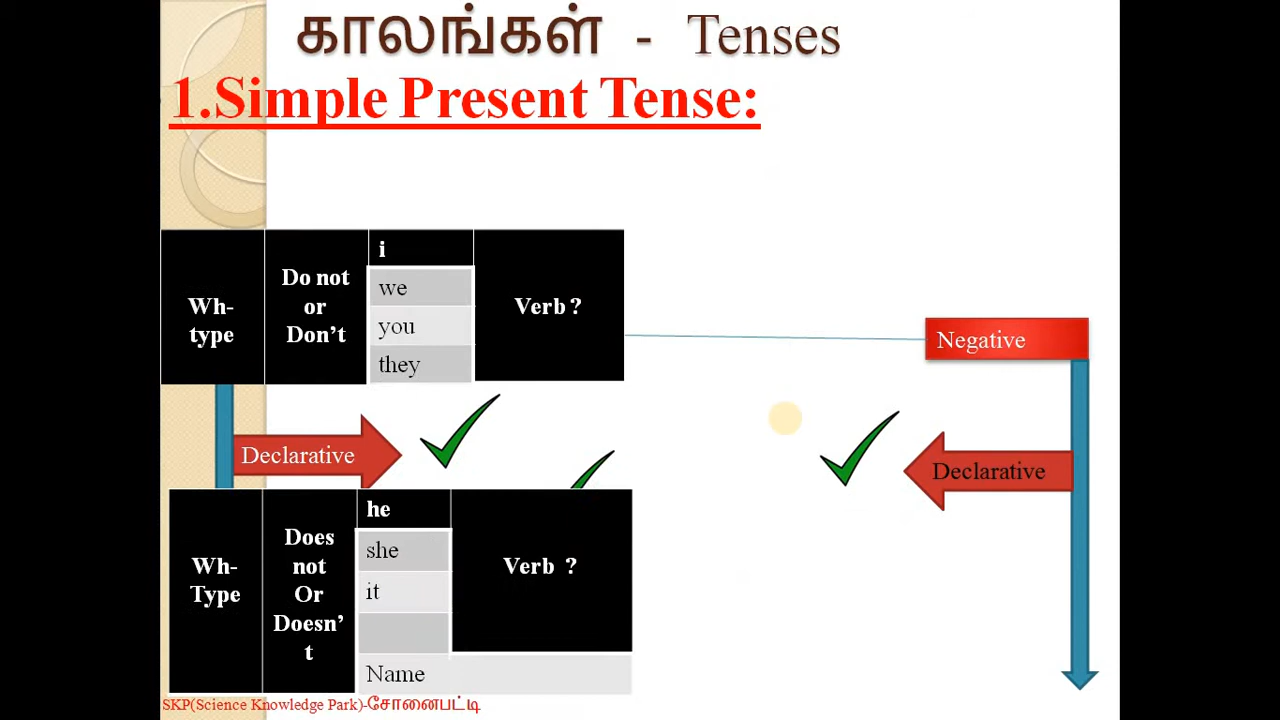 காலங்கள் - Tenses
1.Simple Present Tense:
Wh-
type
Do not
or
Don't
i
we
you
they
Verb ?
Negative
Declarative
Declarative
Wh-
Type
Does
not
Or
Doesn'
t
he
she
it
Name
Verb ?
SKP(Science Knowledge Park)-சோனைபட்டி